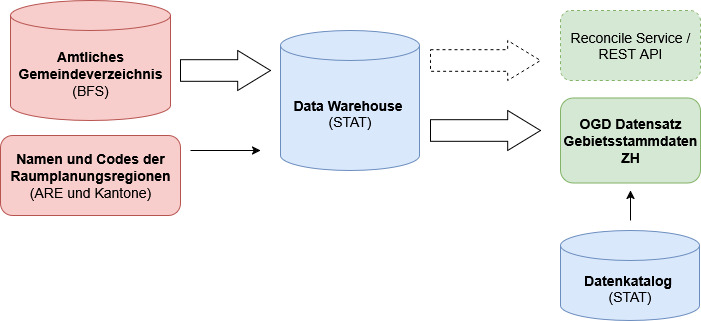 Amtliches
Gemeindeverzeichnis
(BFS)
Namen und Codes der
Raumplanungsregionen
(ARE und Kantone)
Data Warehouse
(STAT)
Reconcile Service /
REST API
OGD Datensatz
Gebietsstammdaten
ZH
Datenkatalog
(STAT)